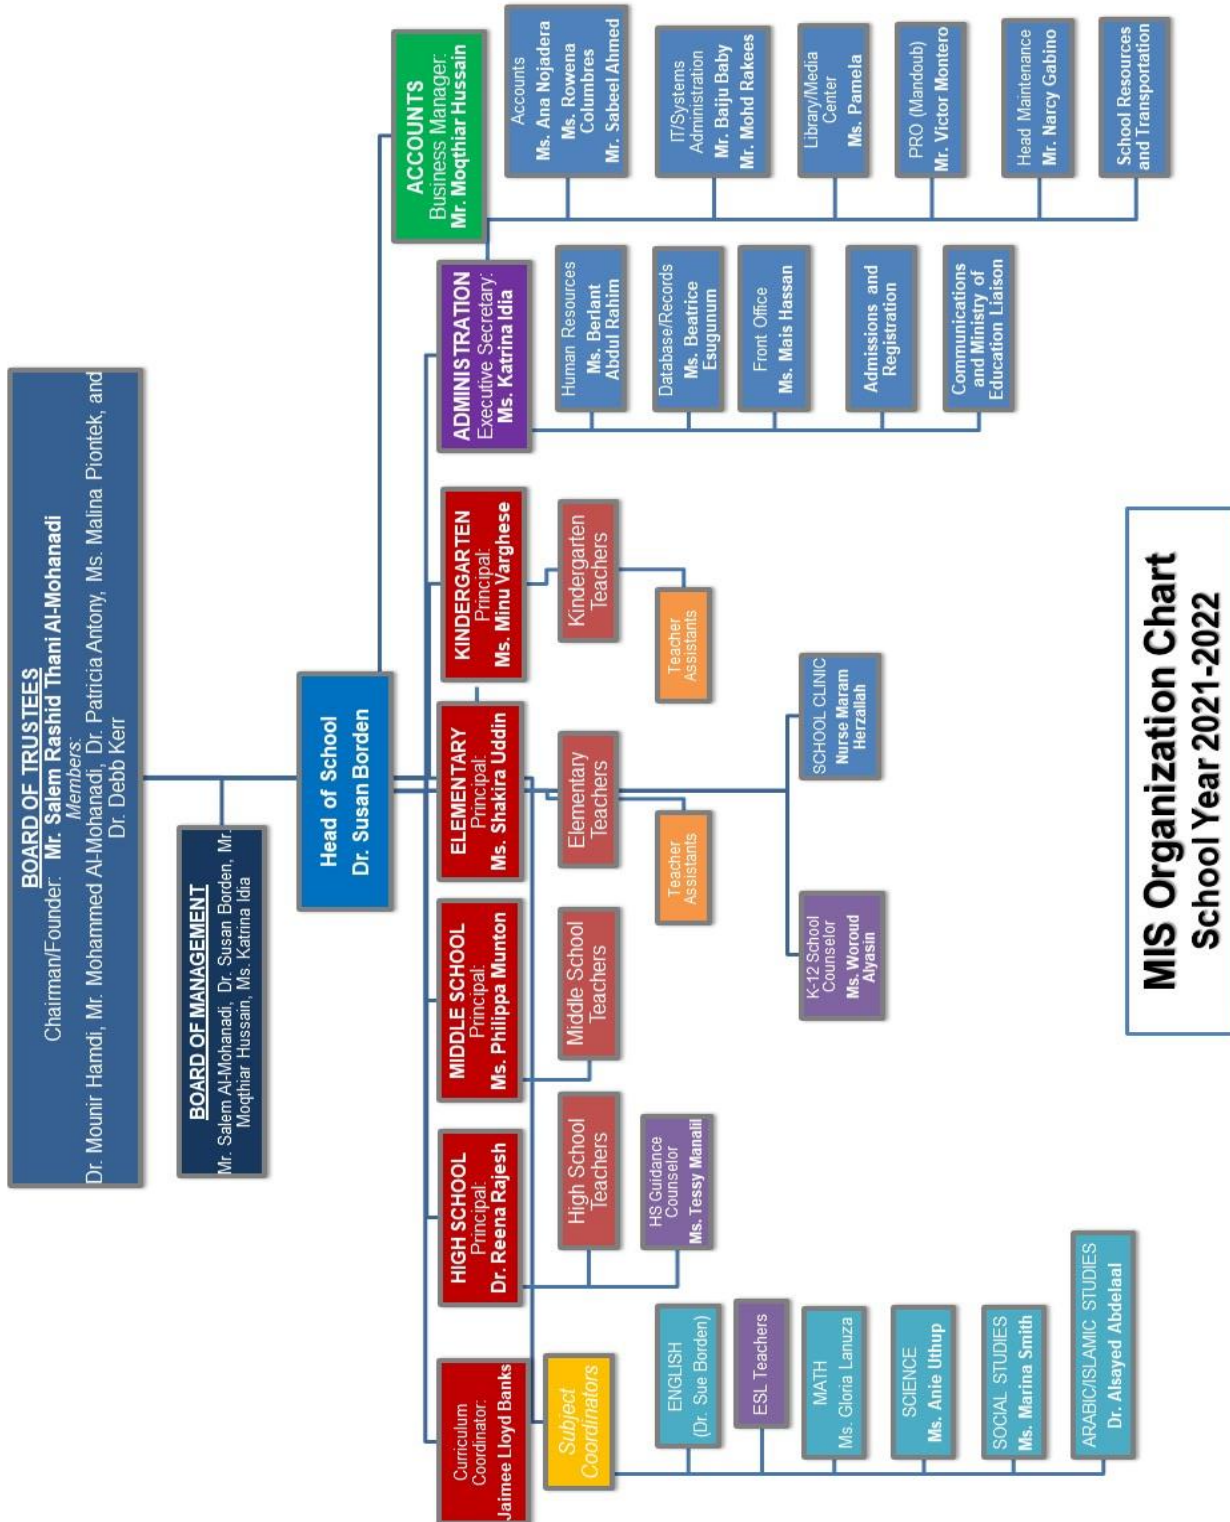 BOARD OF TRUSTEES
Chairman/Founder: Mr. Salem Rashid Thani Al-Mohanadi
Members:
Dr. Mounir Hamdi, Mr. Mohammed Al-Mohanadi, Dr. Patricia Antony, Ms. Malina Piontek, and
Dr. Debb Kerr
BOARD OF MANAGEMENT
Mr. Salem Al-Mohanadi, Dr. Susan Borden, Mr.
Moqthiar Hussain, Ms. Katrina Idia
Head of School
Dr. Susan Borden
ACCOUNTS
Business Manager:
Mr. Moqthiar Hussain
Curriculum
Coordinator:
Jaimee Lloyd Banks
HIGH SCHOOL
Principal:
Dr. Reena Rajesh
MIDDLE SCHOOL
Principal:
Ms. Philippa Munton
ELEMENTARY
Principal:
Ms. Shakira Uddin
KINDERGARTEN
Principal:
Ms. Minu Varghese
ADMINISTRATION
Executive Secretary:
Ms. Katrina Idia
Subject
Coordinators
ENGLISH
(Dr. Sue Borden)
ESL Teachers
MATH
Ms. Gloria Lanuza
SCIENCE
Ms. Anie Uthup
SOCIAL STUDIES
Ms. Marina Smith
ARABIC/ISLAMIC STUDIES
Dr. Alsayed Abdelaal
High School
Teachers
HS Guidance
Counselor
Ms. Tessy Manalil
Middle School
Teachers
Elementary
Teachers
Teacher
Assistants
Kindergarten
Teachers
Teacher
Assistants
K-12 School
Counselor
Ms. Woroud
Alyasin
SCHOOL CLINIC
Nurse Maram
Herzallah
Human Resources
Ms. Berlant
Abdul Rahim
Database/Records
Ms. Beatrice
Esugunum
Front Office
Ms. Mais Hassan
Admissions and
Registration
Communications
and Ministry of
Education Liaison
Accounts
Ms. Ana Nojadera
Ms. Rowena
Columbres
Mr. Sabeel Ahmed
IT/Systems
Administration
Mr. Baiju Baby
Mr. Mohd Rakees
Library/Media
Center
Ms. Pamela
PRO (Mandoub)
Mr. Victor Montero
Head Maintenance
Mr. Narcy Gabino
School Resources
and Transportation
MIS Organization Chart
School Year 2021-2022